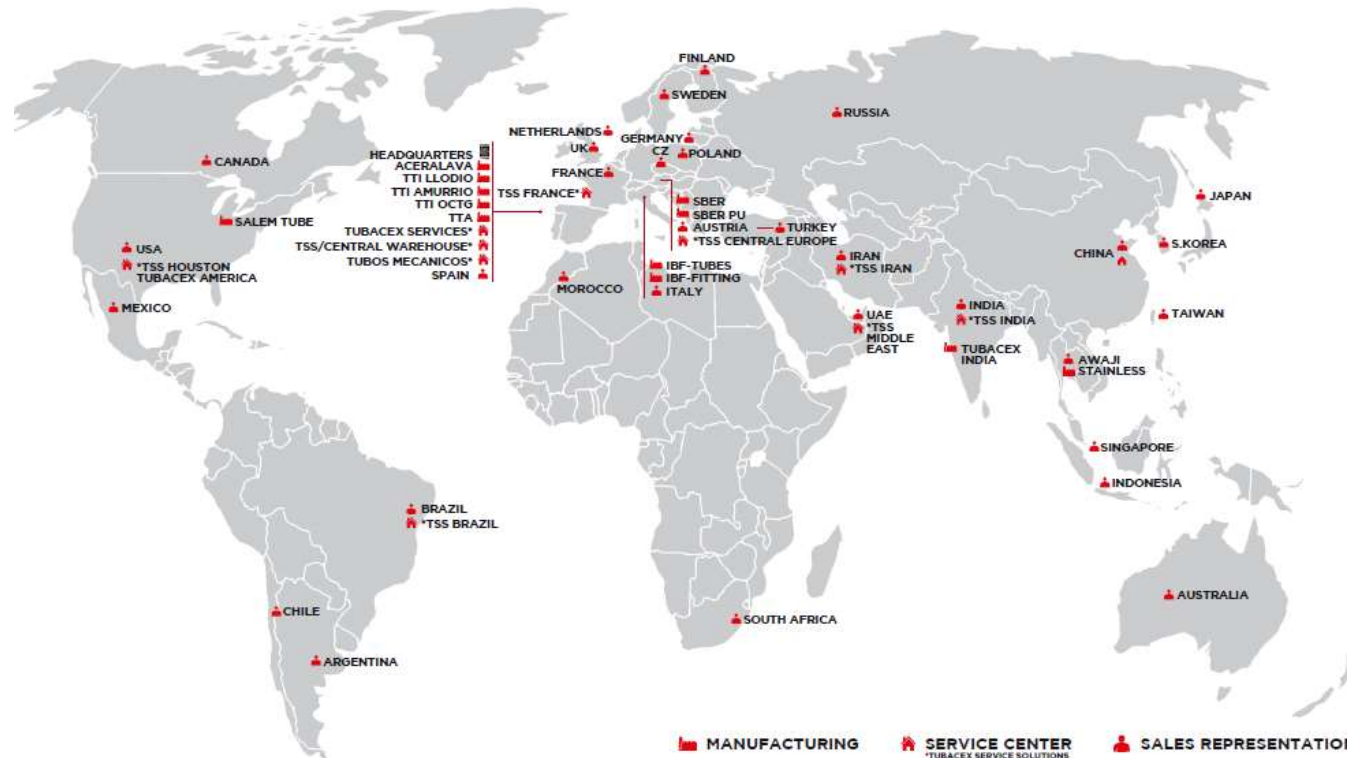 FINLAND
SWEDEN
RUSSIA
NETHERLANDS
GERMANY
UK
CZ
POLAND
FRANCE
TSS FRANCE*
HEADQUARTERS
ACERALAVA
TTI LLODIO
TTI AMURRIO
TTI OCTG
TTA
TUBACEX SERVICES*
TSS/CENTRAL WAREHOUSE*
TUBOS MECANICOS*
SPAIN
CANADA
SALEM TUBE
USA
*TSS HOUSTON
TUBACEX AMERICA
MEXICO
SBER
SBER PU
AUSTRIA
*TSS CENTRAL EUROPE
TURKEY
IBF-TUBES
IBF-FITTING
ITALY
MOROCCO
IRAN
*TSS IRAN
UAE
*TSS
MIDDLE
EAST
INDIA
*TSS INDIA
TUBACEX
INDIA
CHINA
JAPAN
S.KOREA
TAIWAN
AWAJI
STAINLESS
SINGAPORE
INDONESIA
BRAZIL
*TSS BRAZIL
CHILE
ARGENTINA
SOUTH AFRICA
AUSTRALIA
MANUFACTURING
SERVICE CENTER
*TUBACEX SERVICE SOLUTIONS
SALES REPRESENTATION